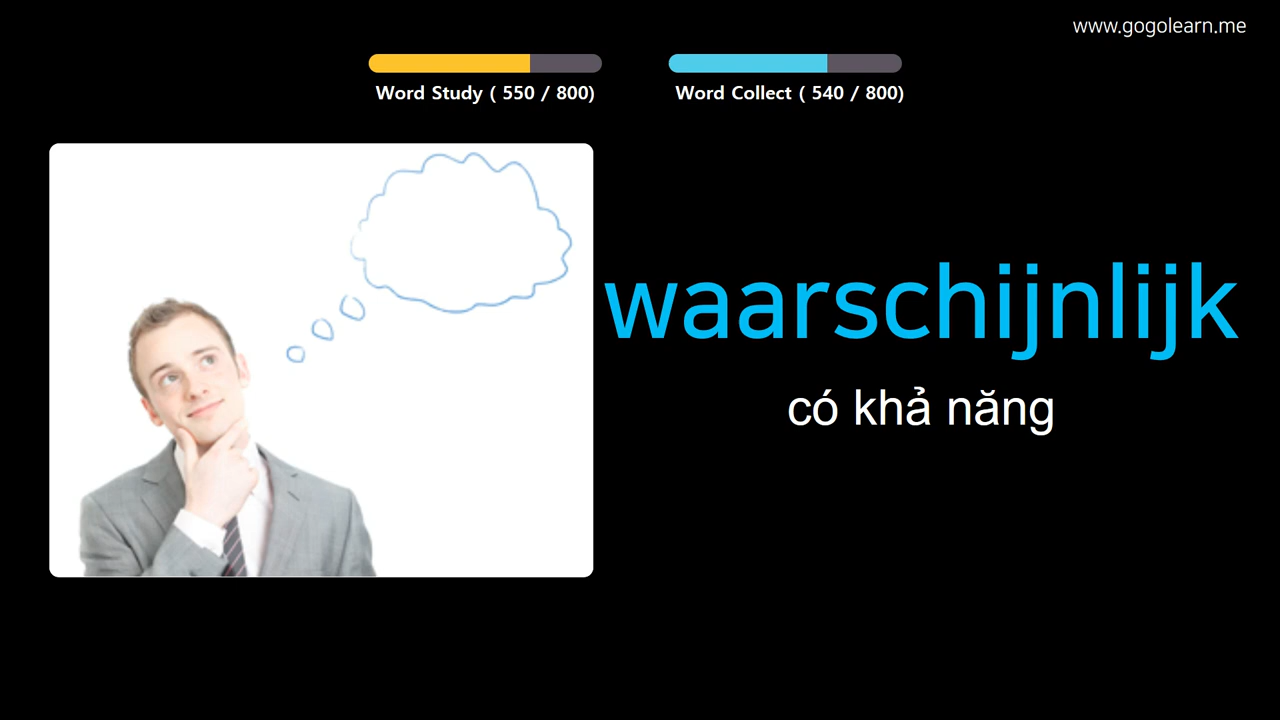 www.gogolearn.me
Word Study ( 550 / 800)
Word Collect ( 540 / 800)
waarschijnlijk
có khả năng